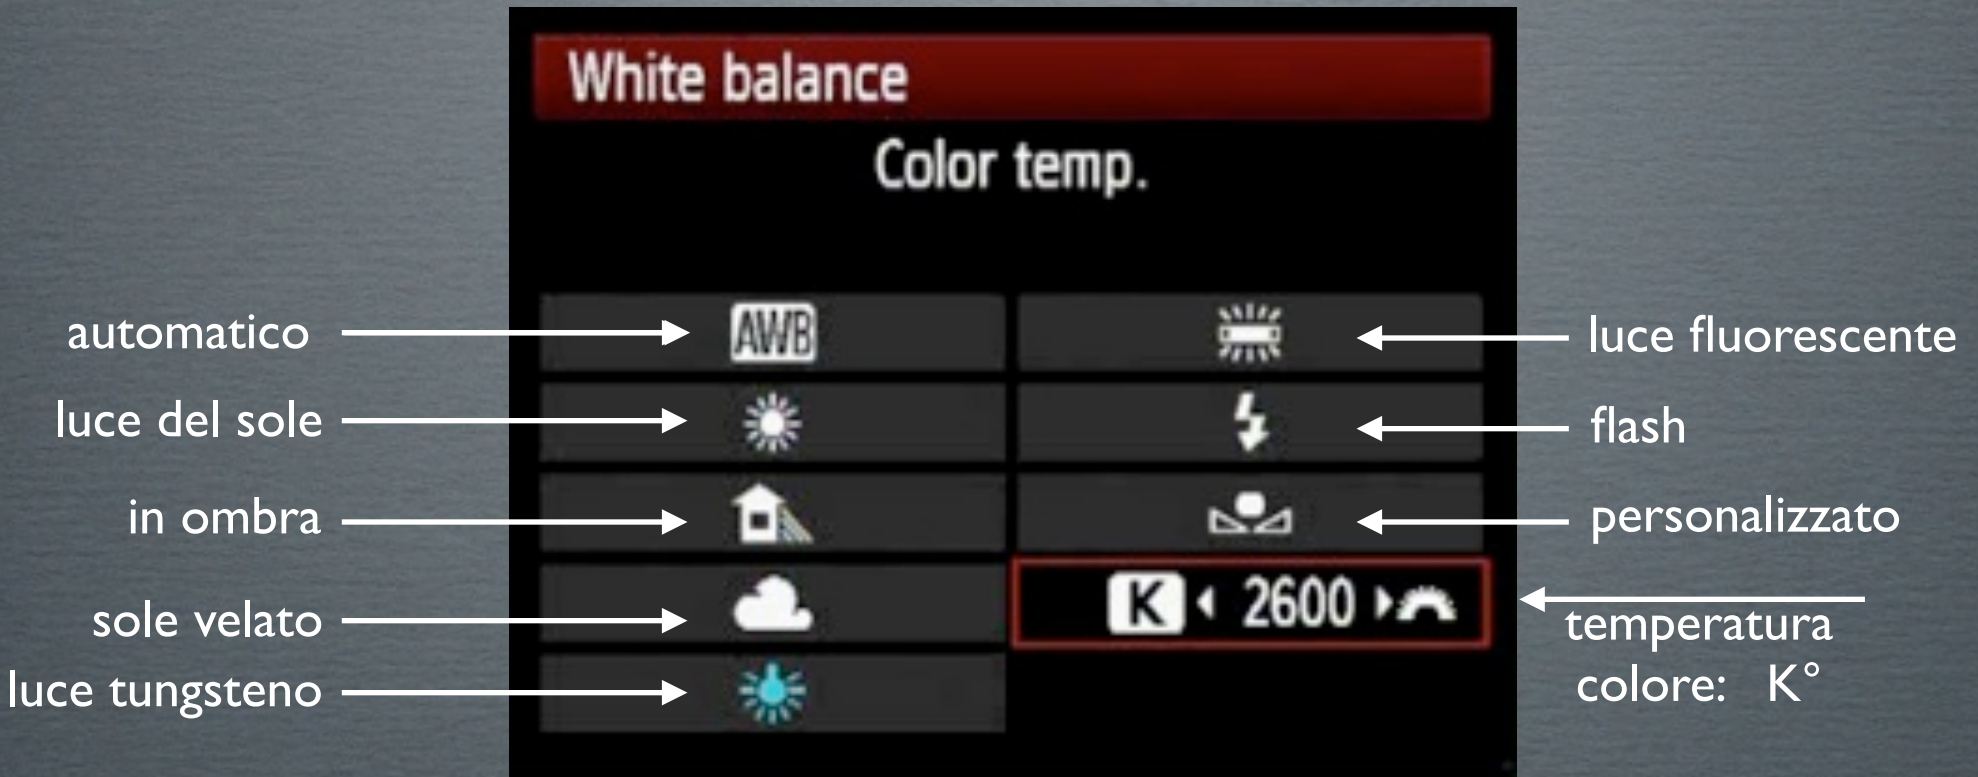 White balance
Color temp.
automatico
AWB
luce fluorescente
luce del sole
flash
in ombra
personalizzato
sole velato
K 2600
temperatura
colore: K°
luce tungsteno